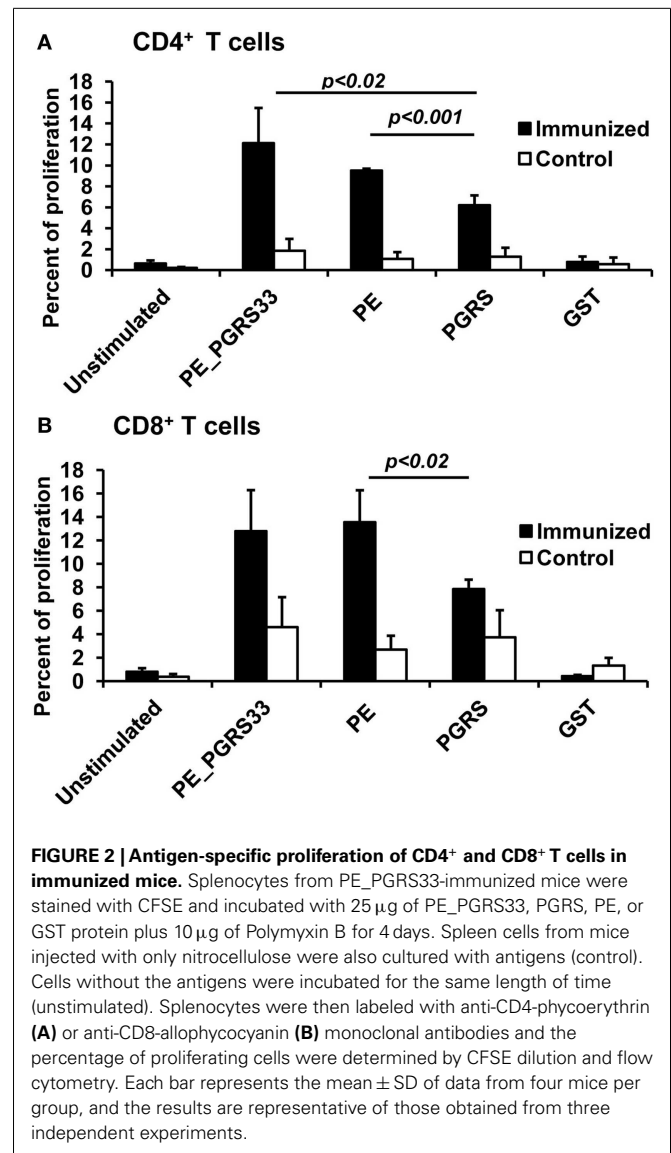 A CD4⁺ T cells
18
16
14
12
10
8
6
4
2
0
Percent of proliferation
p<0.02
p<0.001
Immunized
Control
Unstimulated
PE_PGRS33
PE
PGRS
GST
B CD8⁺ T cells
18
16
14
12
10
8
6
4
2
0
Percent of proliferation
p<0.02
Immunized
Control
Unstimulated
PE_PGRS33
PE
PGRS
GST
FIGURE 2 | Antigen-specific proliferation of CD4⁺ and CD8⁺ T cells in
immunized mice. Splenocytes from PE_PGRS33-immunized mice were
stained with CFSE and incubated with 25 μg of PE_PGRS33, PGRS, PE, or
GST protein plus 10 μg of Polymyxin B for 4 days. Spleen cells from mice
injected with only nitrocellulose were also cultured with antigens (control).
Cells without the antigens were incubated for the same length of time
(unstimulated). Splenocytes were then labeled with anti-CD4-phycoerythrin
(A) or anti-CD8-allophycocyanin (B) monoclonal antibodies and the
percentage of proliferating cells were determined by CFSE dilution and flow
cytometry. Each bar represents the mean ± SD of data from four mice per
group, and the results are representative of those obtained from three
independent experiments.